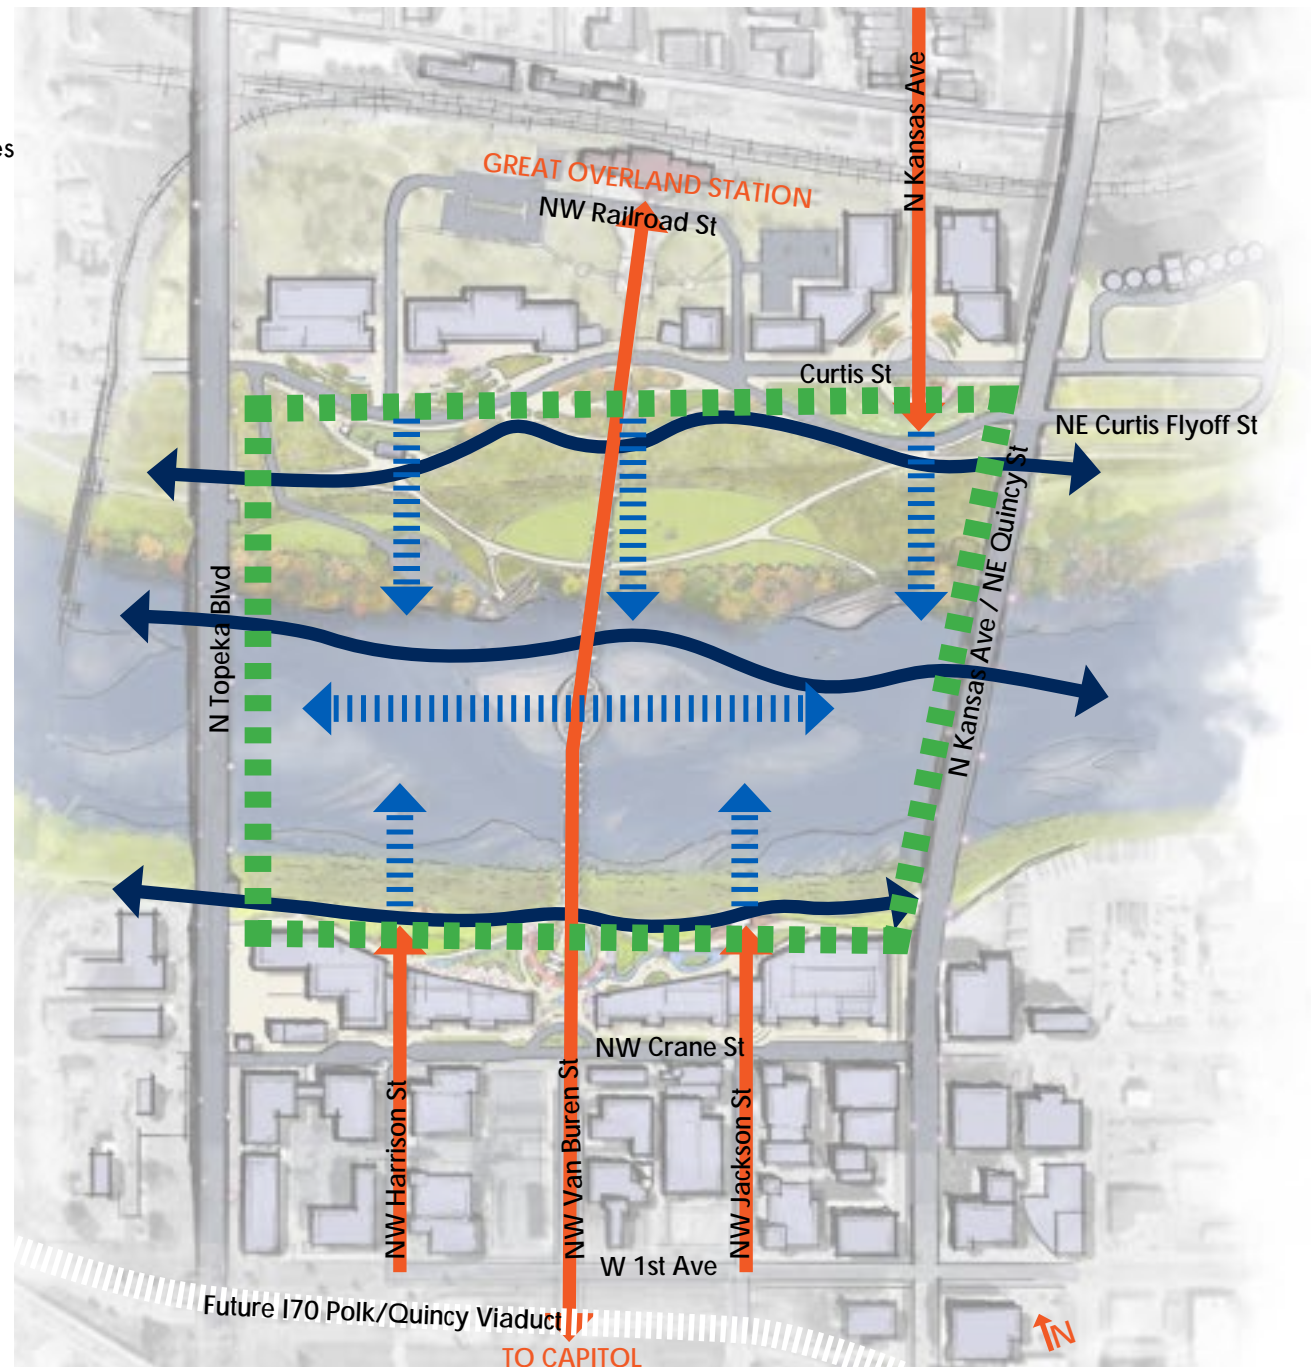 es
N Kansas Ave
GREAT OVERLAND STATION
NW Railroad St
Curtis St
NE Curtis Flyoff St
N Topeka Blvd
N Kansas Ave / NE Quincy St
NW Crane St
NW Harrison St
NW Van Buren St
NW Jackson St
W 1st Ave
Future I70 Polk/Quincy Viaduct
N
TO CAPITOL